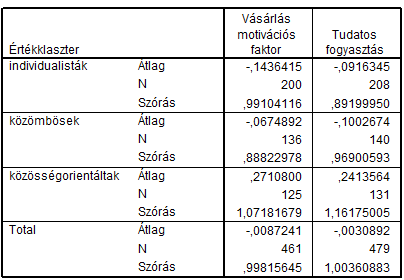 Értékklaszter Vásárlás motivációs faktor Tudatos fogyasztás
individualisták Átlag -,1436415 -,0916345
N 200 208
Szórás ,99104116 ,89199950
közömbösek Átlag -,0674892 -,1002674
N 136 140
Szórás ,88822978 ,96900593
közösségorientáltak Átlag ,2710800 ,2413564
N 125 131
Szórás 1,07181679 1,16175005
Total Átlag -,0087241 -,0030892
N 461 479
Szórás ,99815645 1,00360883